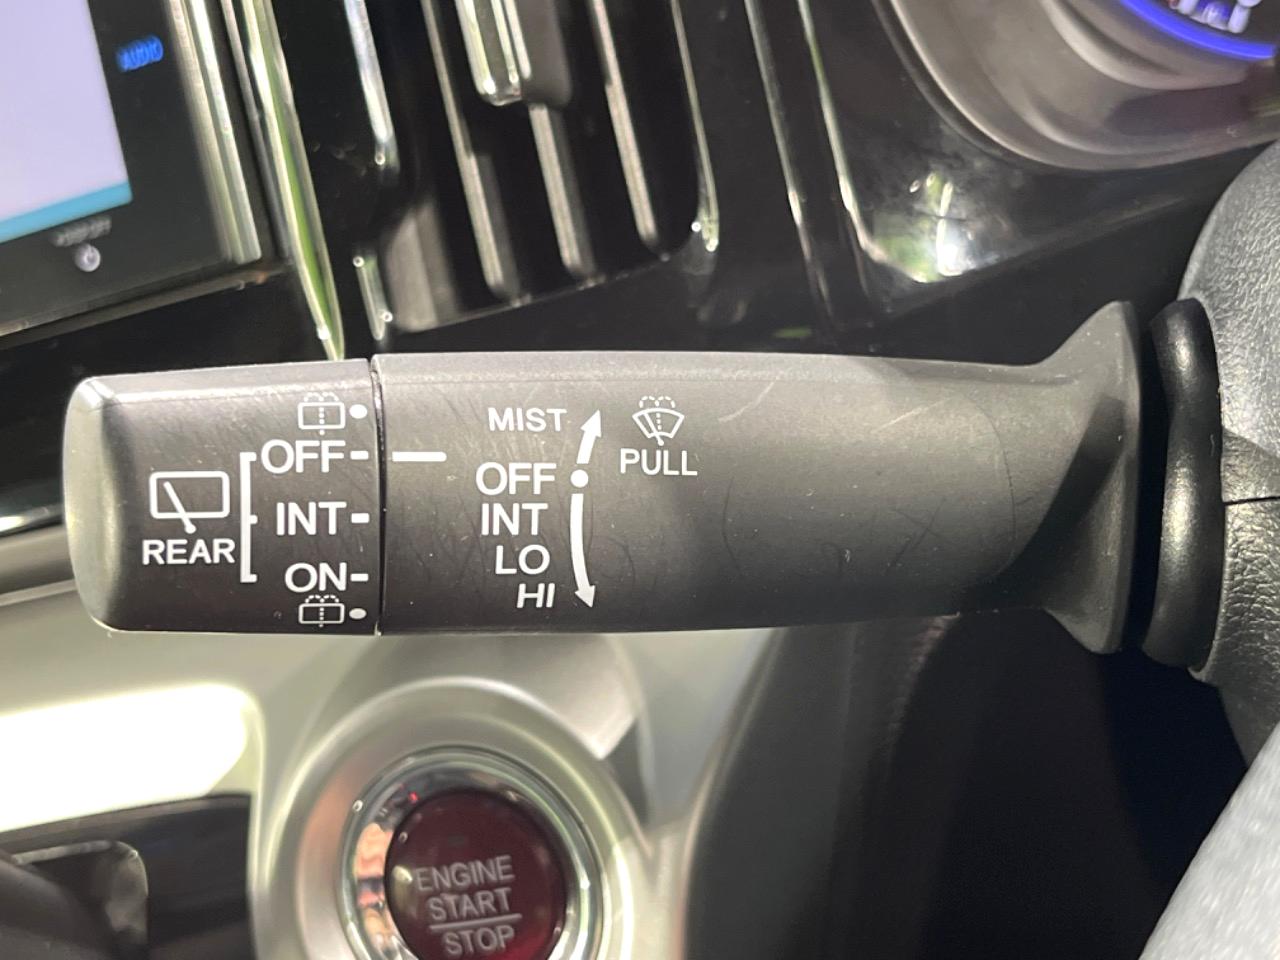 AUDIO
MIST
OFF
PULL
OFF
INT
INT
REAR
LO
ON
HI
ENGINE
START
STOP